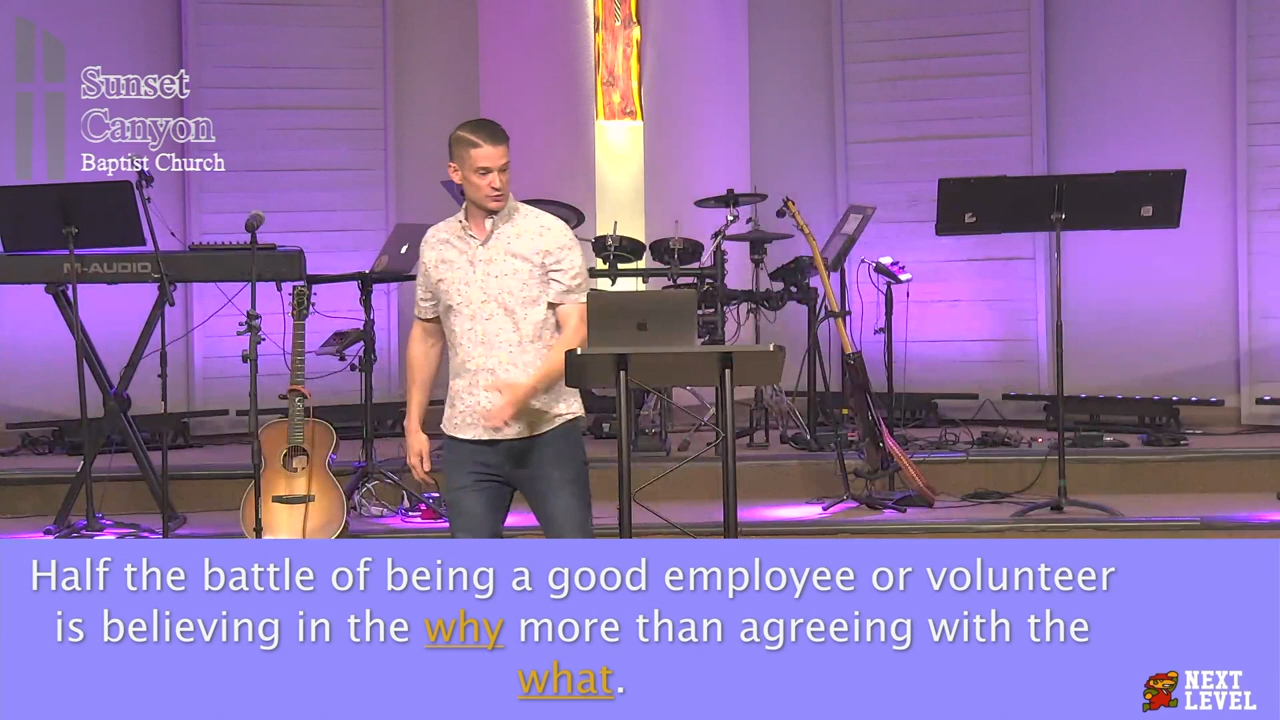 Sunset
Canyon
Baptist Church
M-AUDIO
Half the battle of being a good employee or volunteer
is believing in the why more than agreeing with the
what.
NEXT
LEVEL